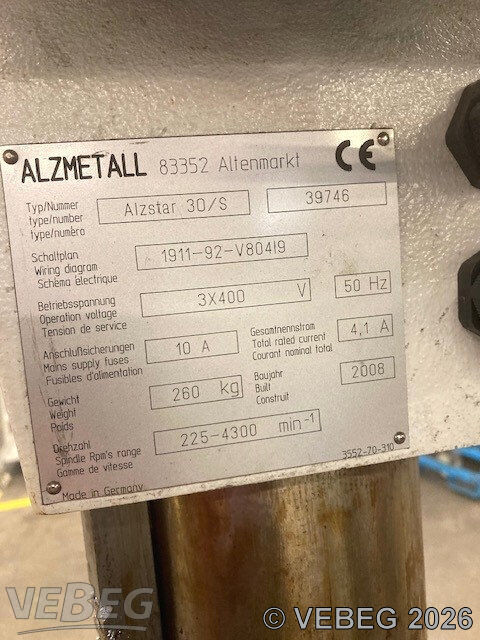 ALZMETALL 83352 Altenmarkt CE
Typ/Nummer
type/number
type/numéro
Alzstar 30/S
39746
Schaltplan
Wiring diagram
Schéma électrique
1911-92-V80419
Betriebsspannung
Operation voltage
Tension de service
3X400 V
50 Hz
Anschlußsicherungen
Mains supply fuses
Fusibles d'alimentation
10 A
Gesamtnennstrom
Total rated current
Courant nominal total
4,1 A
Gewicht
Weight
Poids
260 kg
Baujahr
Built
Construit
2008
Drehzahl
Spindle Rpm's range
Gamme de vitesse
225-4300 min-1
3552-70-310
Made in Germany
VEBEG
© VEBEG 2026